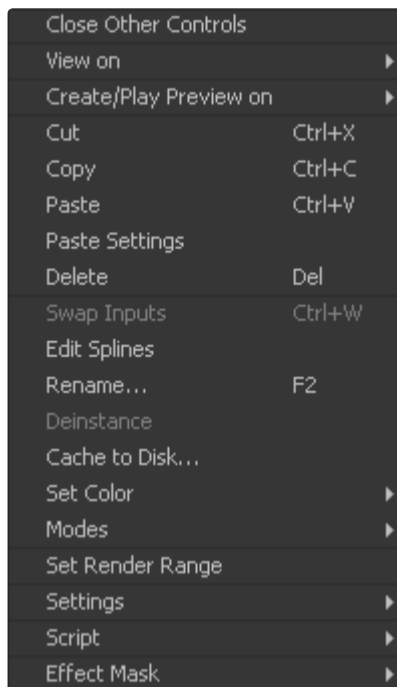 Close Other Controls
View on
Create/Play Preview on
Cut Ctrl+X
Copy Ctrl+C
Paste Ctrl+V
Paste Settings
Delete Del
Swap Inputs Ctrl+W
Edit Splines
Rename... F2
Deinstance
Cache to Disk...
Set Color
Modes
Set Render Range
Settings
Script
Effect Mask